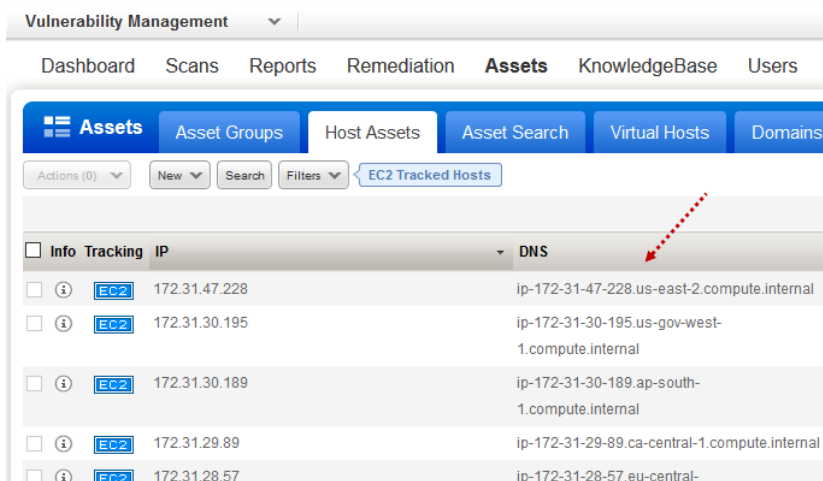 Vulnerability Management
Dashboard Scans Reports Remediation Assets KnowledgeBase Users
Assets Asset Groups Host Assets Asset Search Virtual Hosts Domains
Actions (0) New Search Filters EC2 Tracked Hosts
Info Tracking IP DNS
EC2 172.31.47.228 ip-172-31-47-228.us-east-2.compute.internal
EC2 172.31.30.195 ip-172-31-30-195.us-gov-west-
1.compute.internal
EC2 172.31.30.189 ip-172-31-30-189.ap-south-
1.compute.internal
EC2 172.31.29.89 ip-172-31-29-89.ca-central-1.compute.internal
EC2 172.31.28.57 ip-172-31-28-57.eu-central-